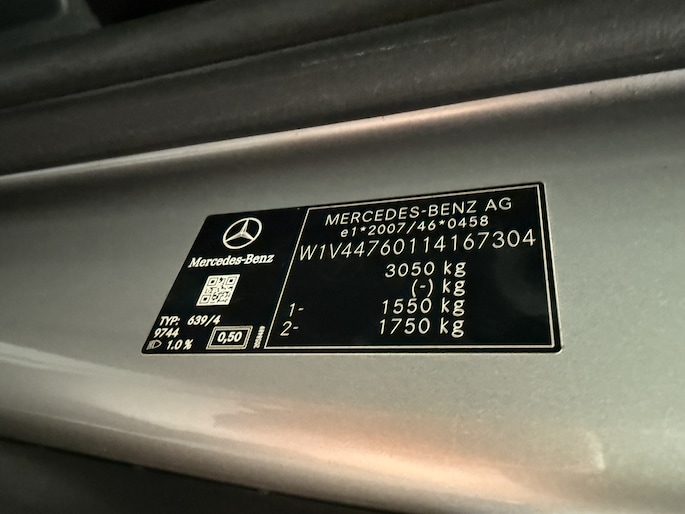 Mercedes-Benz
TYP: 639/4
9744
1.0 %
0,50
MERCEDES-BENZ AG
e1*2007/46*0458
W1V44760114167304
3050 kg
(-) kg
1- 1550 kg
2- 1750 kg